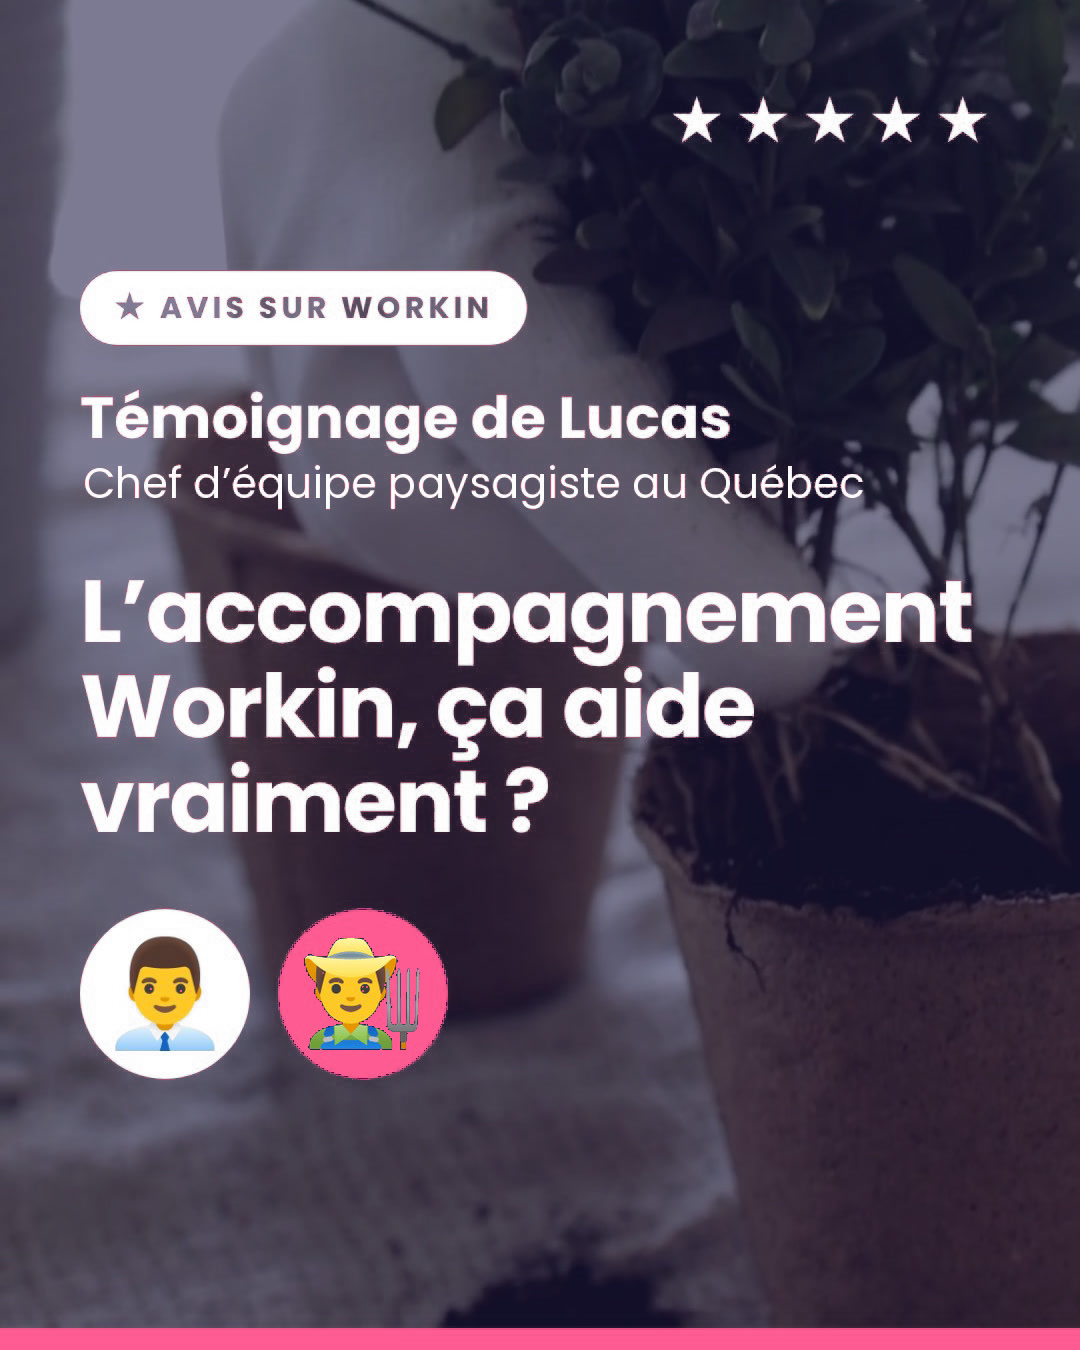 ★★★★★
★ AVIS SUR WORKIN
Témoignage de Lucas
Chef d’équipe paysagiste au Québec
L’accompagnement
Workin, ça aide
vraiment ?